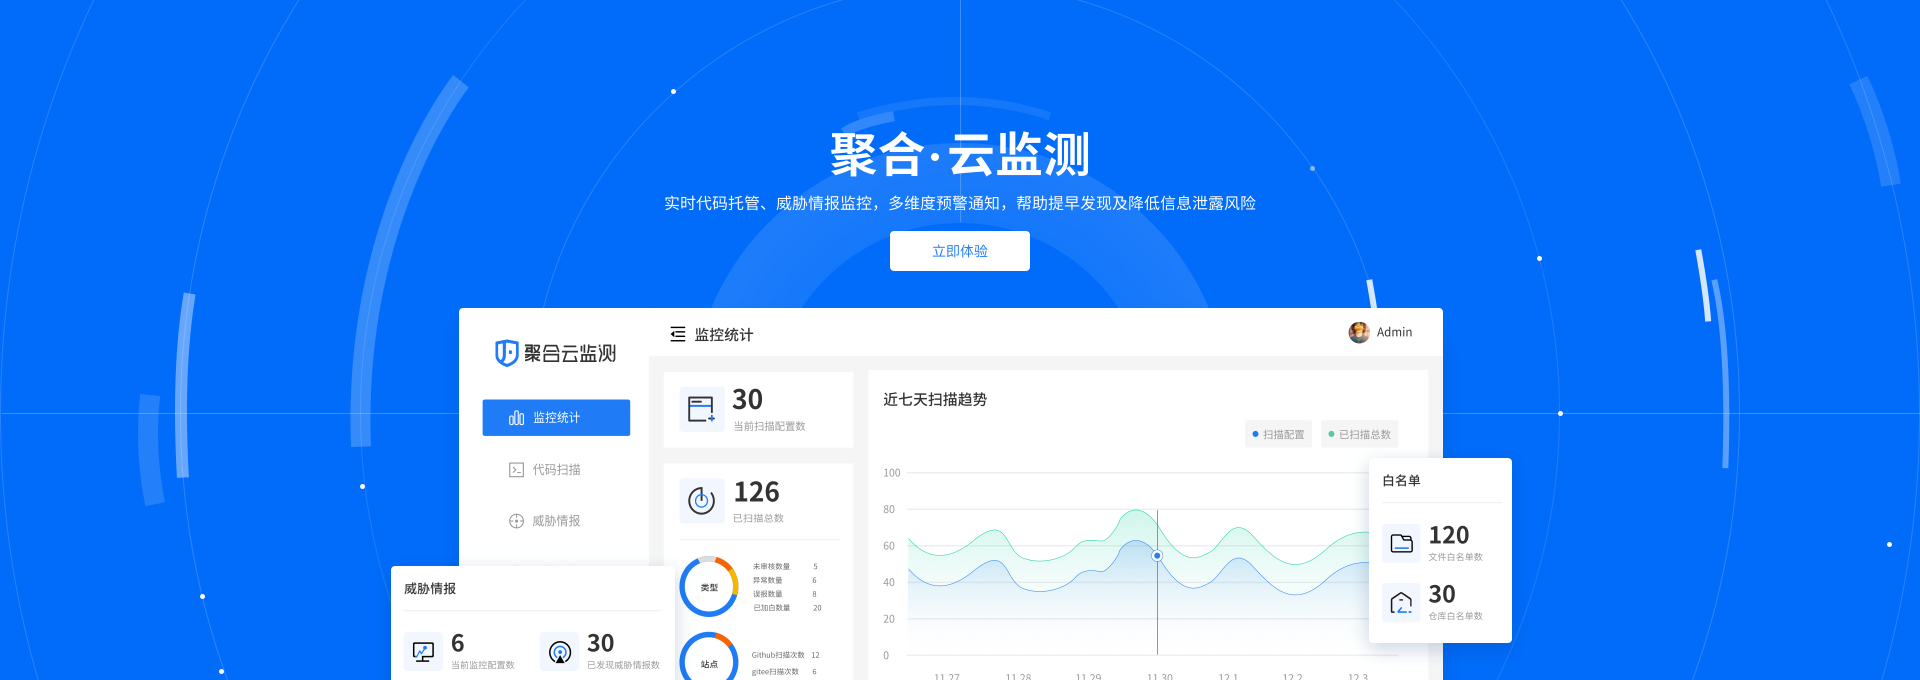 聚合·云监测
实时代码托管、威胁情报监控，多维度预警通知，帮助提早发现及降低信息泄露风险
立即体验
聚合云监测
监控统计
Admin
监控统计
代码扫描
威胁情报
30
当前扫描配置数
126
已扫描总数
类型
未审核数量 5
异常数量 6
误报数量 8
已加白数量 20
站点
Github扫描次数 12
gitee扫描次数 6
近七天扫描趋势
扫描配置
已扫描总数
100
80
60
40
20
0
11.27
11.28
11.29
11.30
12.1
12.2
12.3
威胁情报
6
当前监控配置数
30
已发现威胁情报数
白名单
120
文件白名单数
30
仓库白名单数